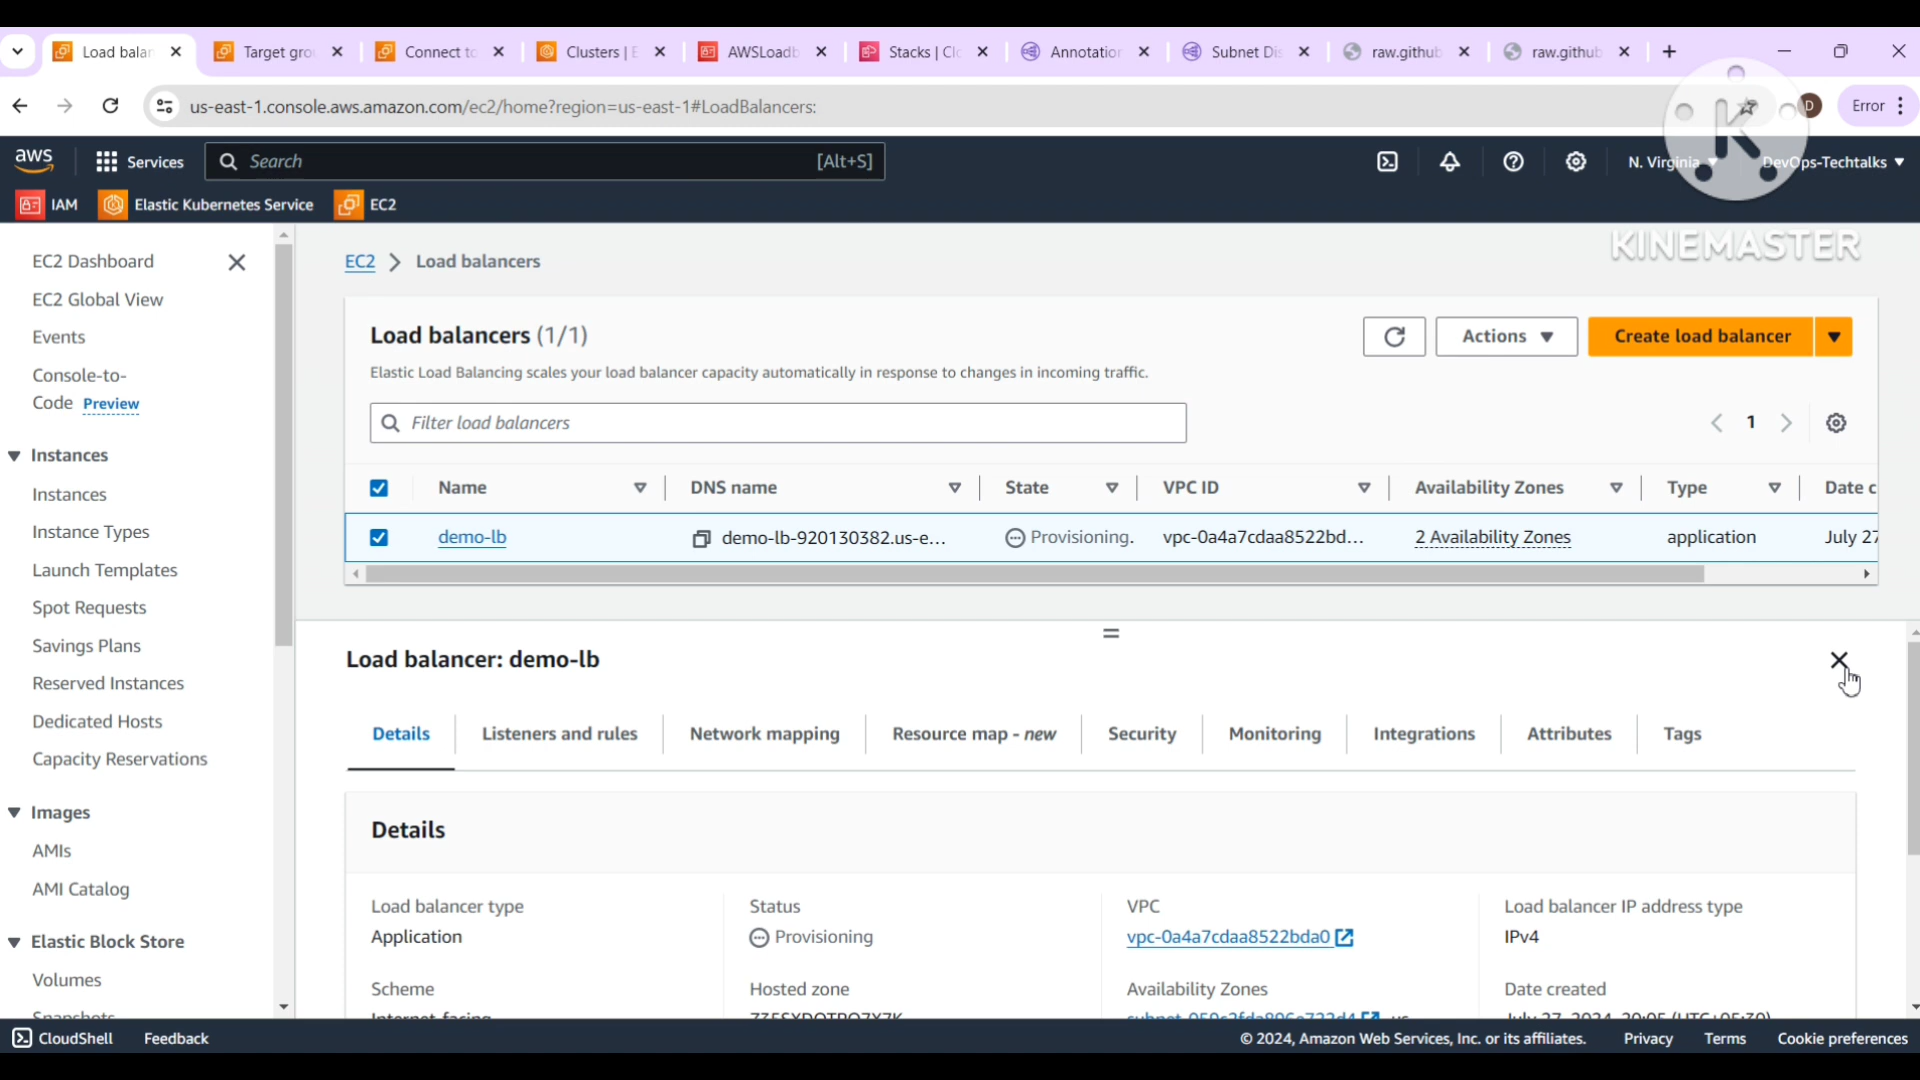 Load balan
Target gro
Connect to
Clusters | E
AWSLoadb
Stacks | Clo
Annotation
Subnet Dis
raw.github
raw.github
us-east-1.console.aws.amazon.com/ec2/home?region=us-east-1#LoadBalancers:
D
Error
K
aws
Services
Search
[Alt+S]
N. Virginia
DevOps-Techtalks
IAM
Elastic Kubernetes Service
EC2
KINEMASTER
EC2 Dashboard
EC2 Global View
Events
Console-to-
Code Preview
Instances
Instances
Instance Types
Launch Templates
Spot Requests
Savings Plans
Reserved Instances
Dedicated Hosts
Capacity Reservations
Images
AMIs
AMI Catalog
Elastic Block Store
Volumes
Snapshots
EC2 > Load balancers
Load balancers (1/1)
Actions
Create load balancer
Elastic Load Balancing scales your load balancer capacity automatically in response to changes in incoming traffic.
Filter load balancers
1
Name
DNS name
State
VPC ID
Availability Zones
Type
Date c
demo-lb
demo-lb-920130382.us-e...
Provisioning.
vpc-0a4a7cdaa8522bd...
2 Availability Zones
application
July 27
Load balancer: demo-lb
Details
Listeners and rules
Network mapping
Resource map - new
Security
Monitoring
Integrations
Attributes
Tags
Details
Load balancer type
Application
Status
Provisioning
VPC
vpc-0a4a7cdaa8522bda0
Load balancer IP address type
IPv4
Scheme
Internet-facing
Hosted zone
Availability Zones
Date created
CloudShell
Feedback
© 2024, Amazon Web Services, Inc. or its affiliates.
Privacy
Terms
Cookie preferences